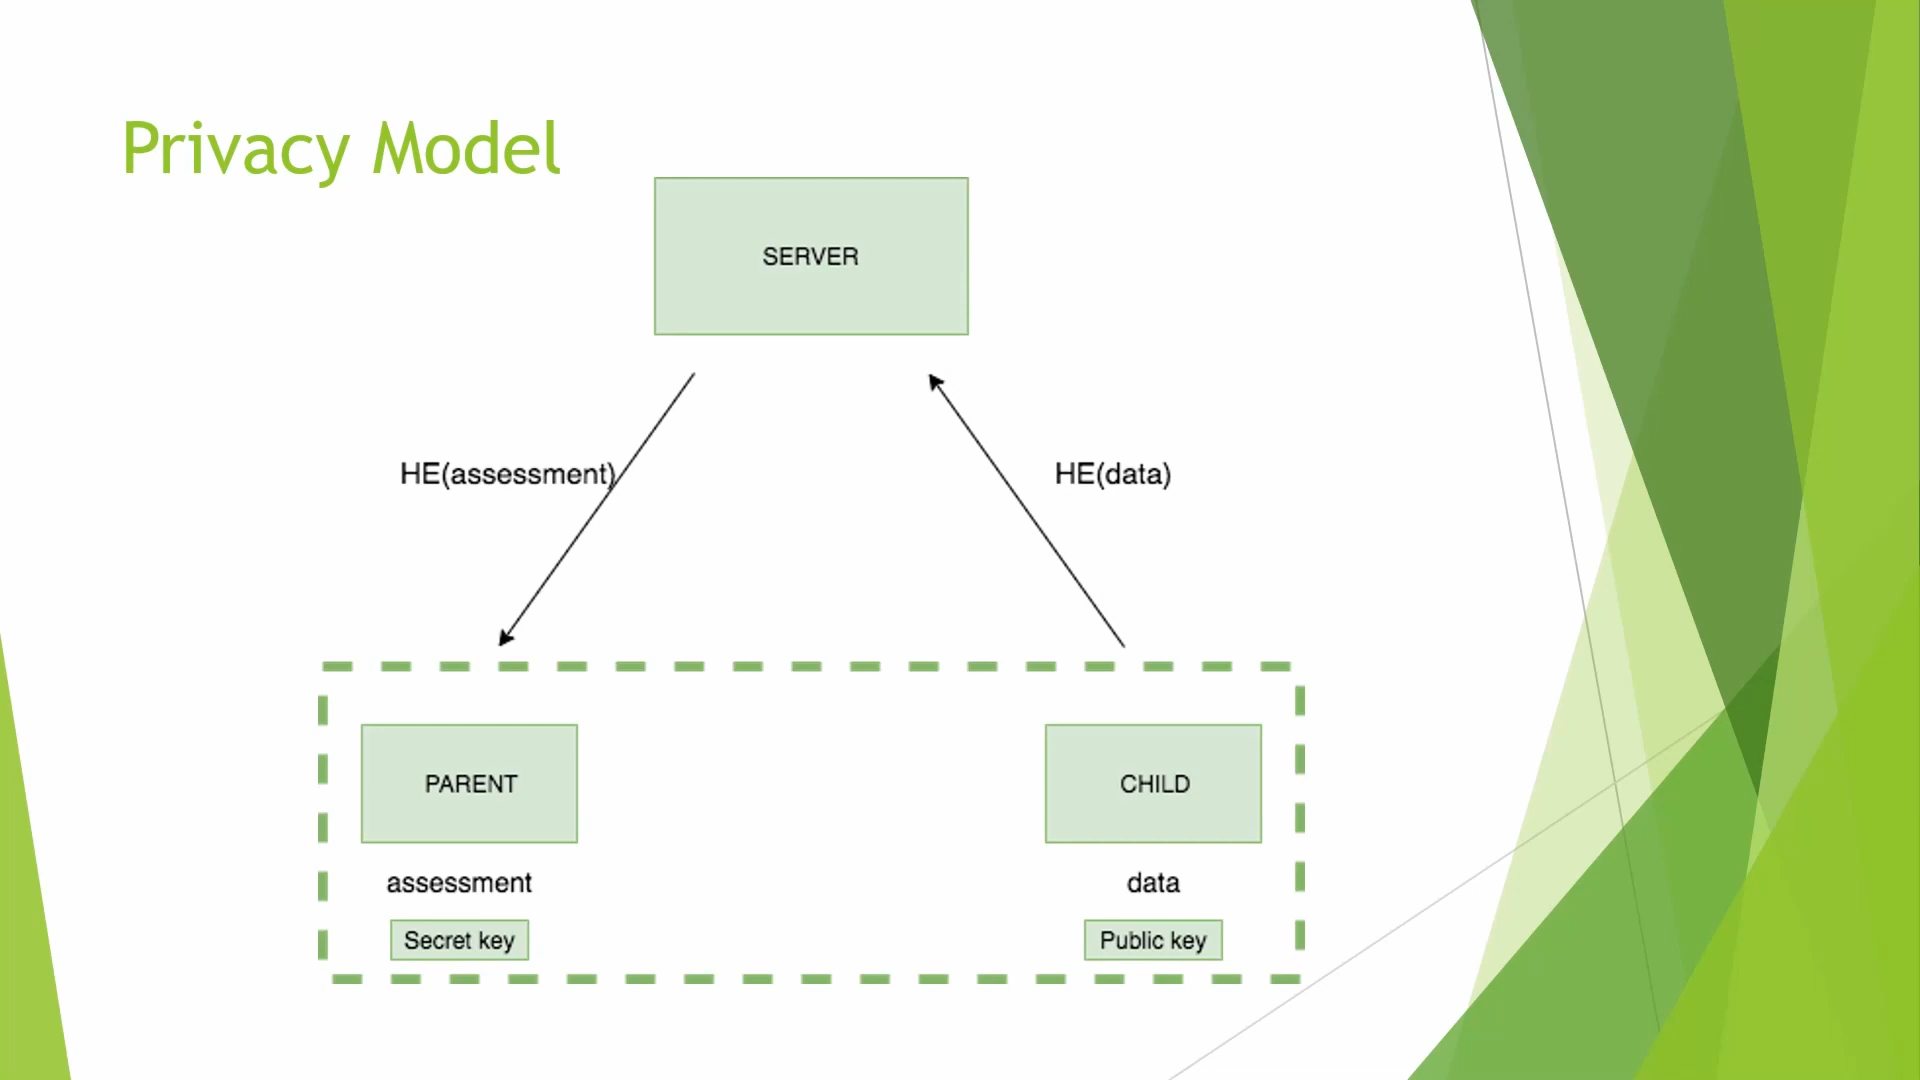 Privacy Model
SERVER
HE(assessment)
HE(data)
PARENT
CHILD
assessment
data
Secret key
Public key